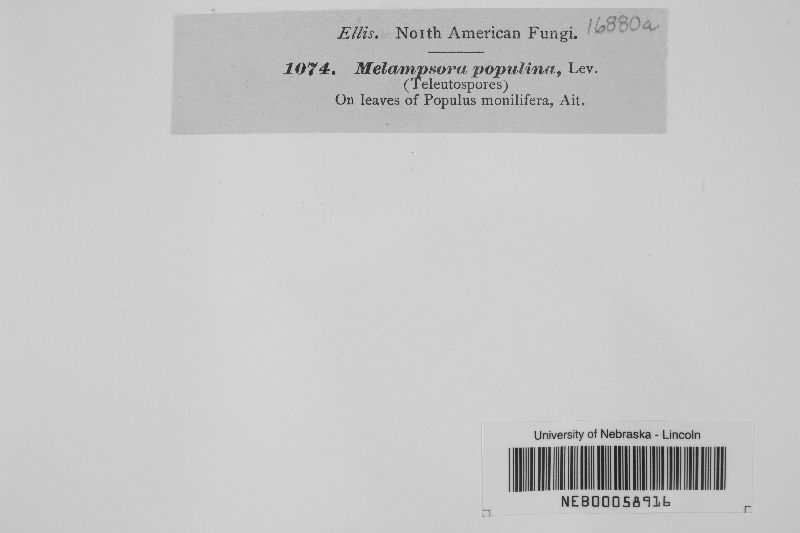 Ellis. North American Fungi. 16880a
1074. Melampsora populina, Lev.
(Teleutospores)
On leaves of Populus monilifera, Ait.
University of Nebraska - Lincoln
NEB00058916